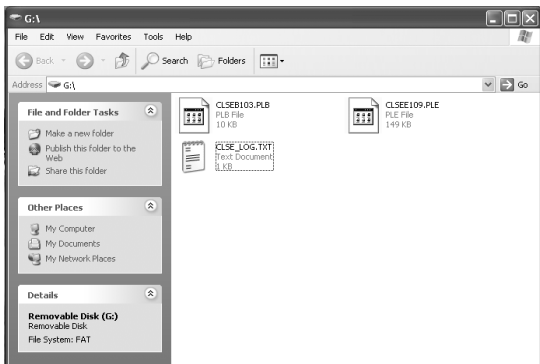 G:\
File Edit View Favorites Tools Help
Back Search Folders
Address G:\ Go
File and Folder Tasks
Make a new folder
Publish this folder to the
Web
Share this folder
Other Places
My Computer
My Documents
My Network Places
Details
Removable Disk (G:)
Removable Disk
File System: FAT
CLSEB103.PLB
PLB File
10 KB
CLSEE109.PLE
PLE File
149 KB
CLSE_LOG.TXT
Text Document
1 KB